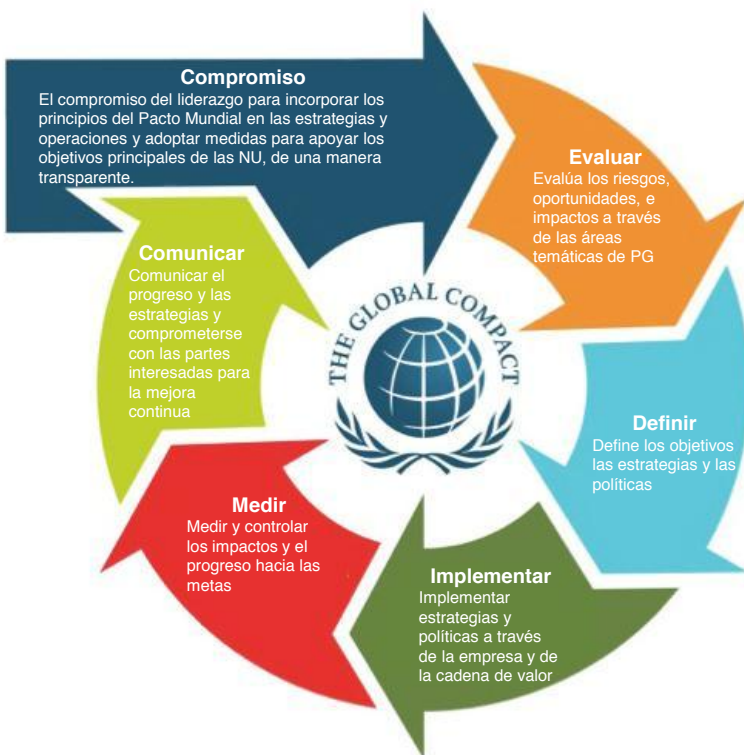 Compromiso
El compromiso del liderazgo para incorporar los
principios del Pacto Mundial en las estrategias y
operaciones y adoptar medidas para apoyar los
objetivos principales de las NU, de una manera
transparente.
Evaluar
Evalúa los riesgos,
oportunidades, e
impactos a través
de las áreas
temáticas de PG
Definir
Define los objetivos
las estrategias y las
políticas
Implementar
Implementar
estrategias y
políticas a través
de la empresa y de
la cadena de valor
Medir
Medir y controlar
los impactos y el
progreso hacia las
metas
Comunicar
Comunicar el
progreso y las
estrategias y
comprometerse
con las partes
interesadas para
la mejora
continua
THE GLOBAL COMPACT